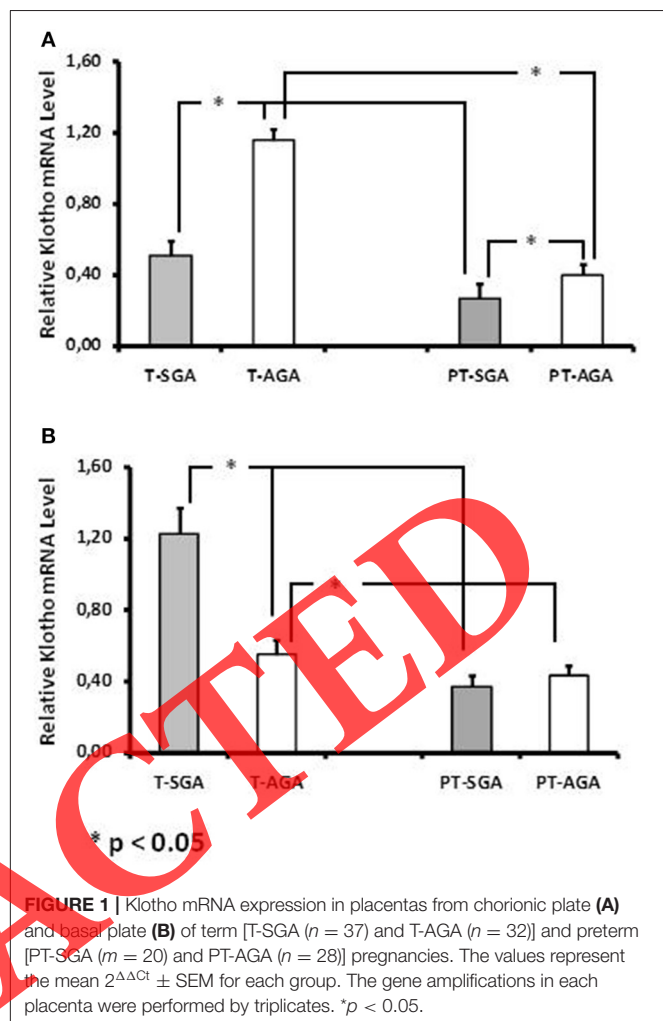 A
Relative Klotho mRNA Level
1,60
1,20
0,80
0,40
0,00
*
*
*
T-SGA T-AGA PT-SGA PT-AGA
B
Relative Klotho mRNA Level
1,60
1,20
0,80
0,40
0,00
*
*
T-SGA T-AGA PT-SGA PT-AGA
* p < 0.05
ACTED
FIGURE 1 | Klotho mRNA expression in placentas from chorionic plate (A)
and basal plate (B) of term [T-SGA (n = 37) and T-AGA (n = 32)] and preterm
[PT-SGA (m = 20) and PT-AGA (n = 28)] pregnancies. The values represent
the mean 2ΔΔCt ± SEM for each group. The gene amplifications in each
placenta were performed by triplicates. *p < 0.05.